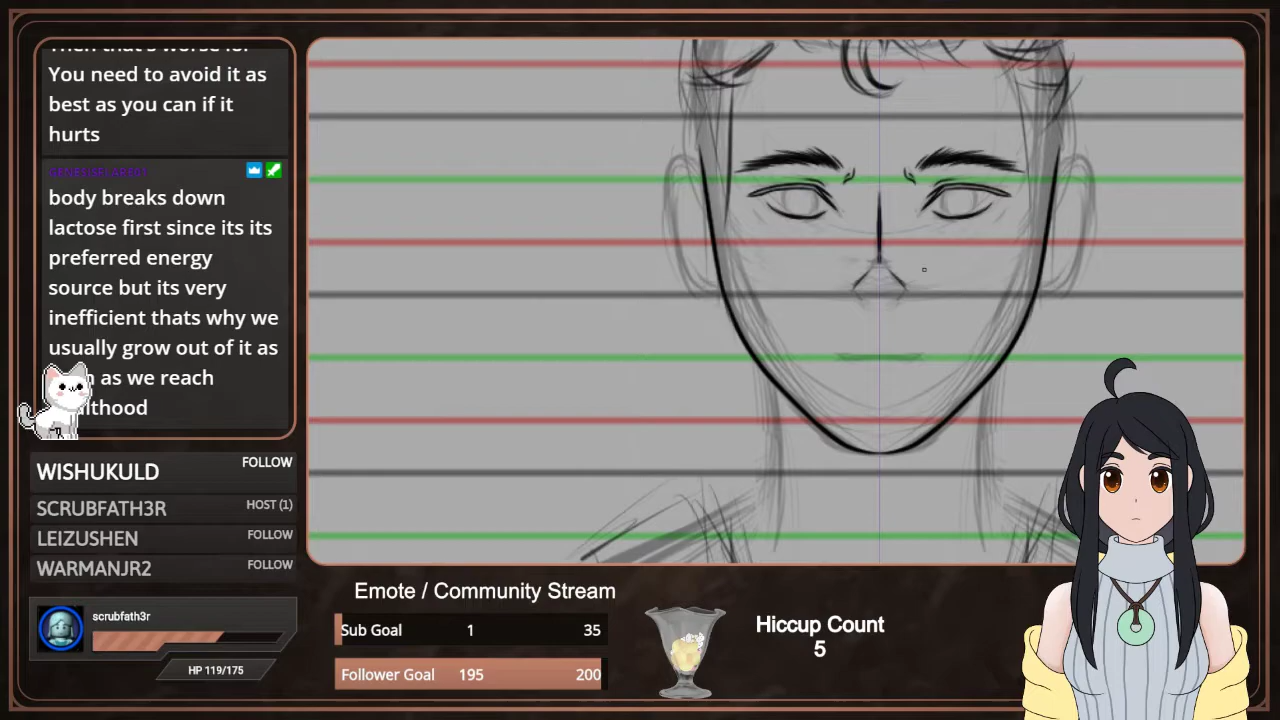 You need to avoid it as
best as you can if it
hurts
body breaks down
lactose first since its its
preferred energy
source but its very
inefficient thats why we
usually grow out of it as
as we reach
WISHUKULD FOLLOW
SCRUBFATH3R HOST (1)
LEIZUSHEN FOLLOW
WARMANJR2 FOLLOW
scrubfath3r
HP 119/175
Emote / Community Stream
Sub Goal 1 35
Follower Goal 195 200
Hiccup Count
5